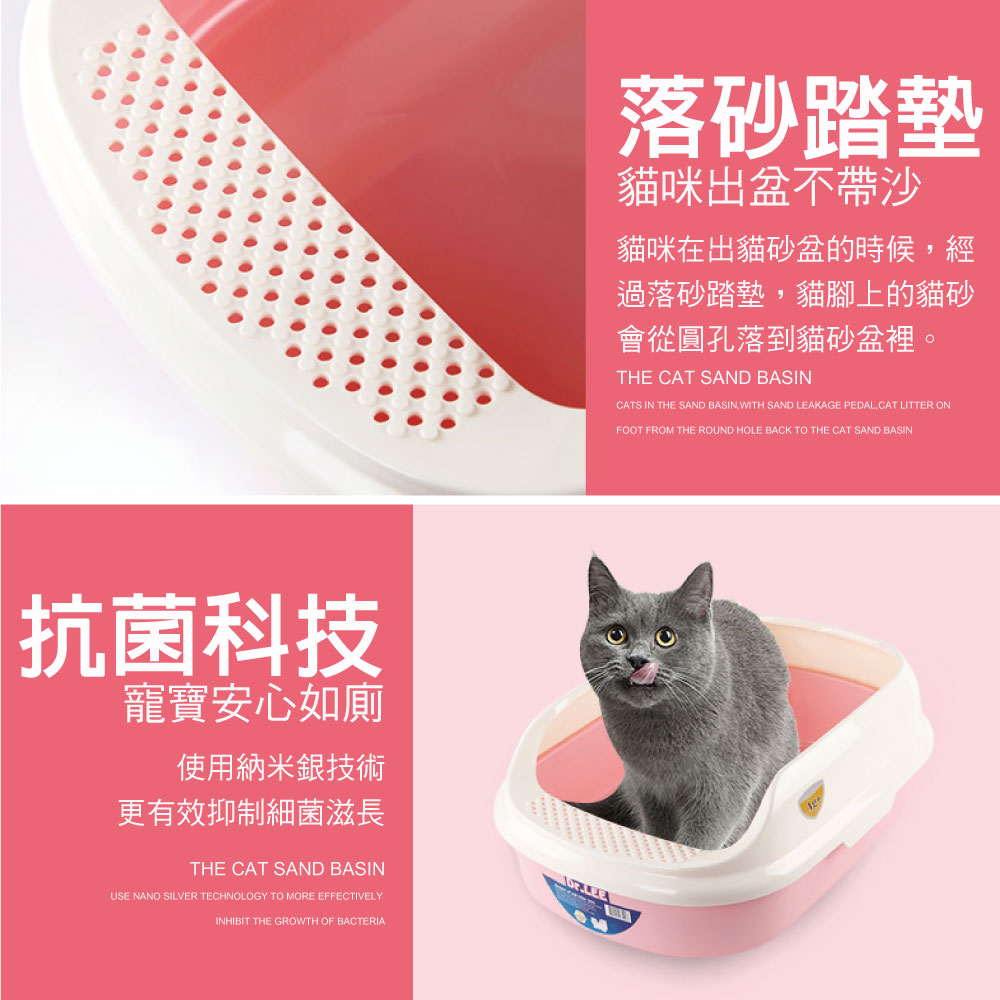 落砂踏墊
貓咪出盆不帶沙
貓咪在出貓砂盆的時候，經
過落砂踏墊，貓腳上的貓砂
會從圓孔落到貓砂盆裡。
THE CAT SAND BASIN
CATS IN THE SAND BASIN,WITH SAND LEAKAGE PEDAL,CAT LITTER ON
FOOT FROM THE ROUND HOLE BACK TO THE CAT SAND BASIN
抗菌科技
寵寶安心如廁
使用納米銀技術
更有效抑制細菌滋長
THE CAT SAND BASIN
USE NANO SILVER TECHNOLOGY TO MORE EFFECTIVELY
INHIBIT THE GROWTH OF BACTERIA
Ag+
Dr.LEE